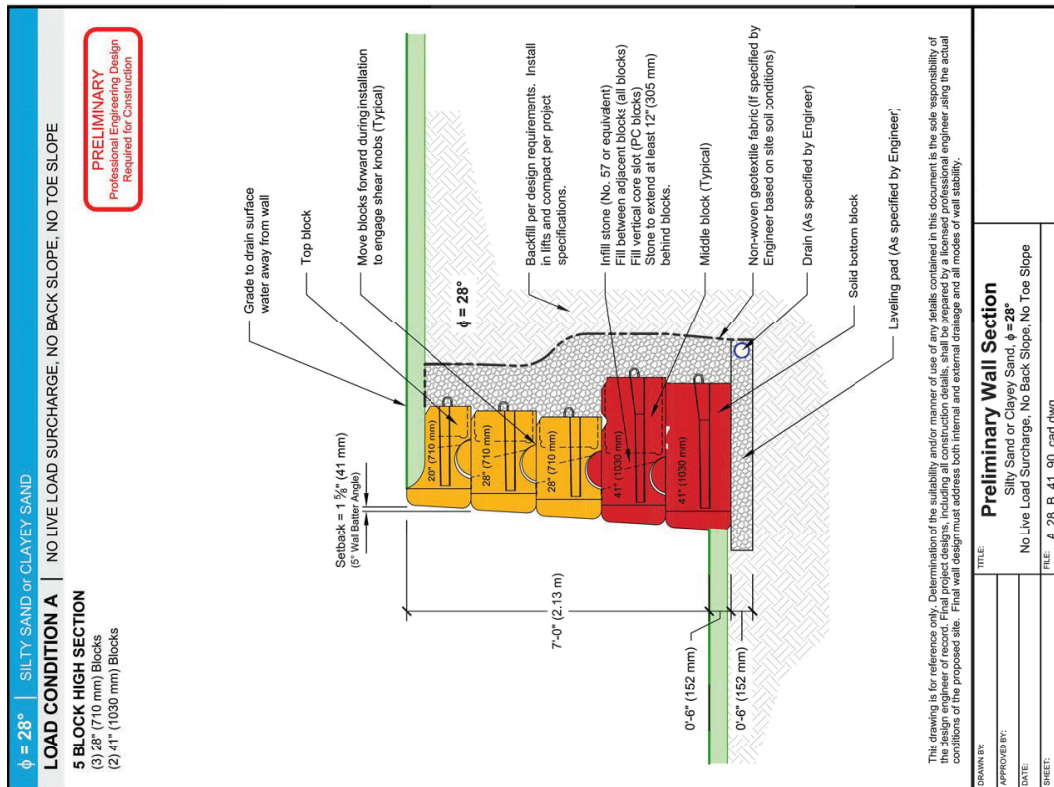 ϕ = 28° | SILTY SAND or CLAYEY SAND
LOAD CONDITION A | NO LIVE LOAD SURCHARGE, NO BACK SLOPE, NO TOE SLOPE
5 BLOCK HIGH SECTION
(3) 28" (710 mm) Blocks
(2) 41" (1030 mm) Blocks
PRELIMINARY
Professional Engineering Design
Required for Construction
Setback = 1 5/8" (41 mm)
(5° Wall Batter Angle)
Grade to drain surface
water away from wall
Top block
Move blocks forward during installation
to engage shear knobs (Typical)
ϕ = 28°
Backfill per design requirements. Install
in lifts and compact per project
specifications.
Infill stone (No. 57 or equivalent)
Fill between adjacent blocks (all blocks)
Fill vertical core slot (PC blocks)
Stone to extend at least 12" (305 mm)
behind blocks.
Middle block (Typical)
Non-woven geotextile fabric (If specified by
Engineer based on site soil conditions)
Drain (As specified by Engineer)
Solid bottom block
Leveling pad (As specified by Engineer)
28" (710 mm)
28" (710 mm)
28" (710 mm)
41" (1030 mm)
41" (1030 mm)
7'-0" (2.13 m)
0'-6" (152 mm)
0'-6" (152 mm)
This drawing is for reference only. Determination of the suitability and/or manner of use of any details contained in this document is the sole responsibility of
the design engineer of record. Final project designs, including all construction details, shall be prepared by a licensed professional engineer using the actual
conditions of the proposed site. Final wall design must address both internal and external drainage and all modes of wall stability.
DRAWN BY:
APPROVED BY:
DATE:
SHEET:
TITLE:
Preliminary Wall Section
Silty Sand or Clayey Sand, ϕ = 28°
No Live Load Surcharge, No Back Slope, No Toe Slope
FILE:
A_28_B_41_90_cad.dwg